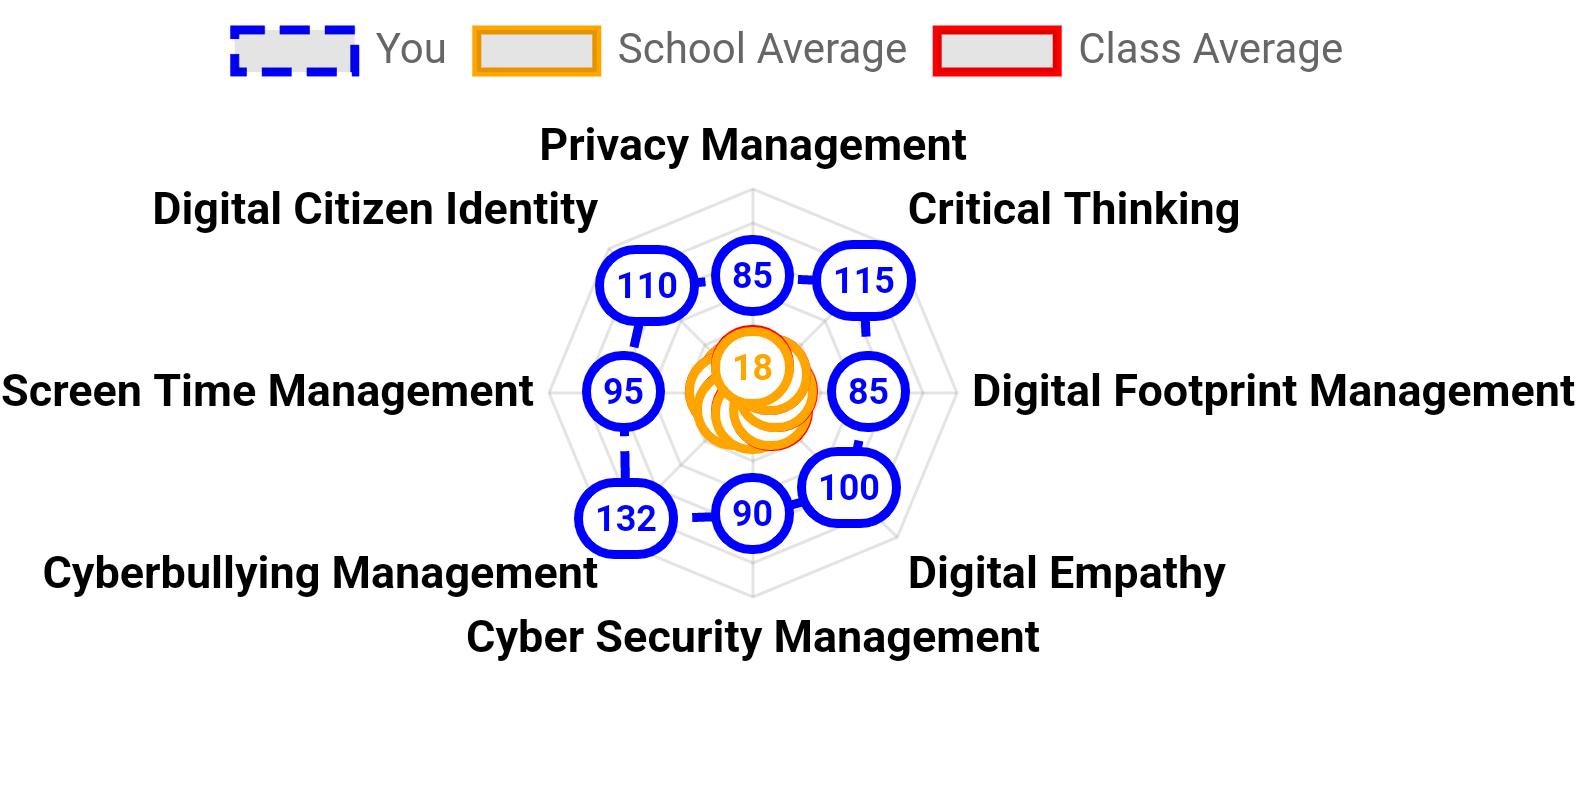 You School Average Class Average
Privacy Management
Digital Citizen Identity Critical Thinking
110 85 115
18
Screen Time Management 95 85 Digital Footprint Management
100
132 90
Cyberbullying Management Digital Empathy
Cyber Security Management